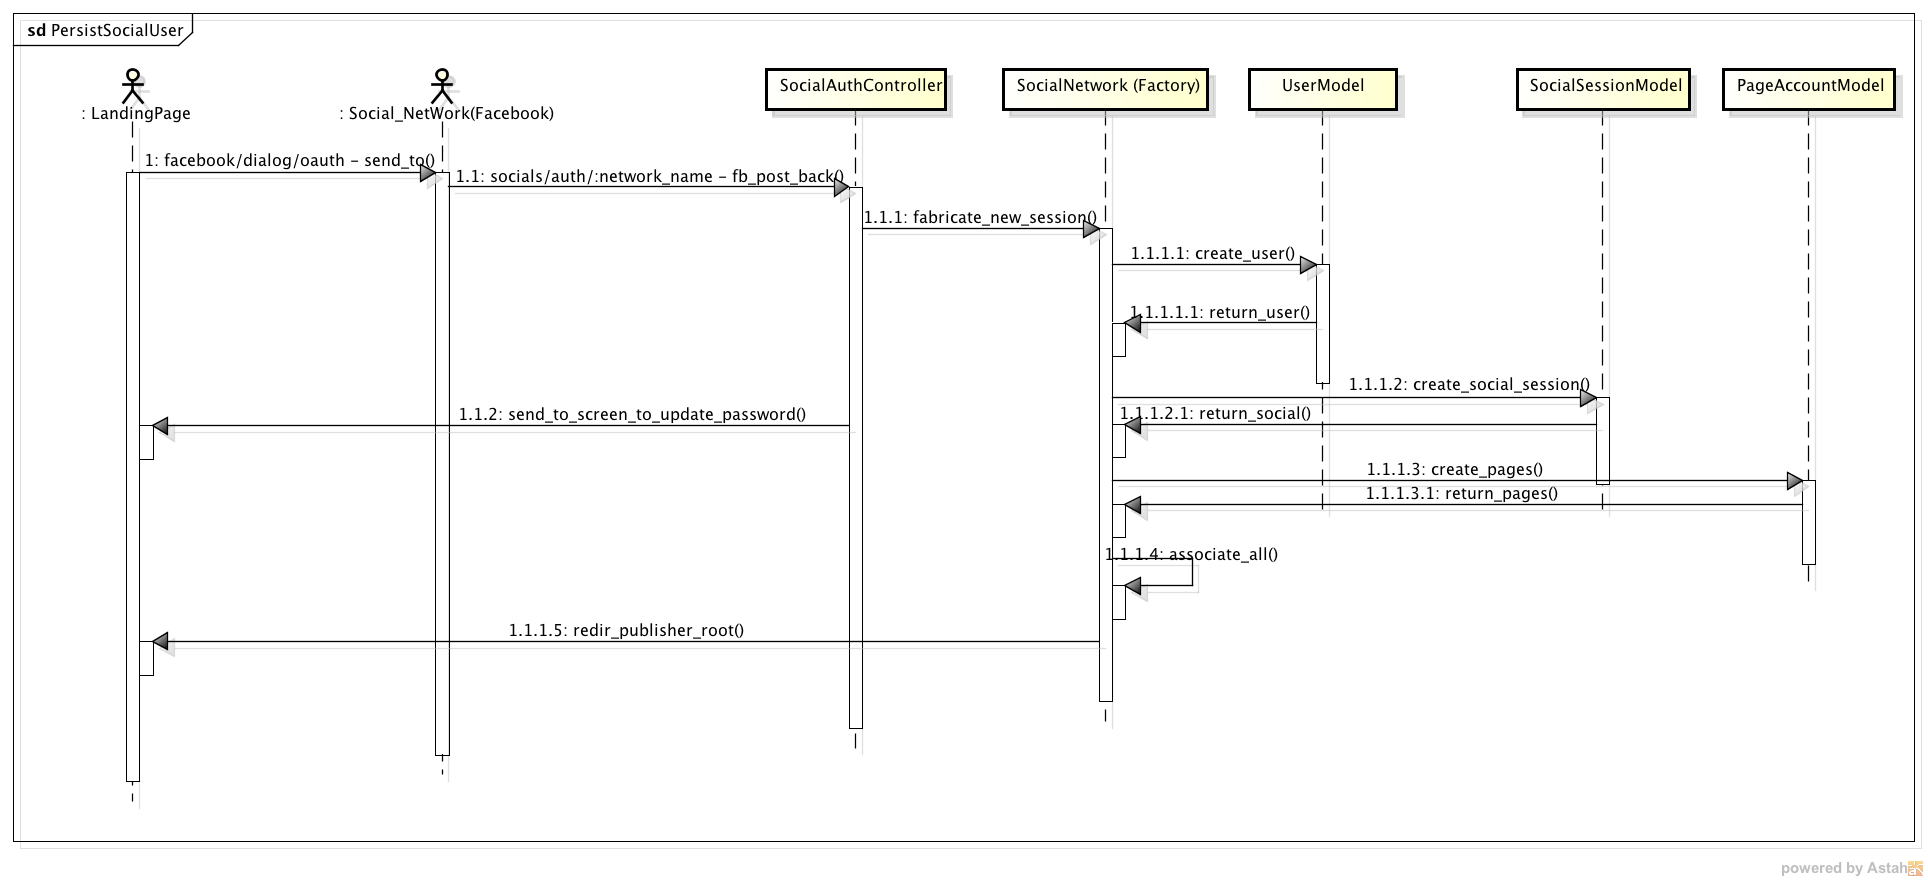 sd PersistSocialUser
: LandingPage
: Social_NetWork(Facebook)
SocialAuthController
SocialNetwork (Factory)
UserModel
SocialSessionModel
PageAccountModel
1: facebook/dialog/oauth - send_to()
1.1: socials/auth/:network_name - fb_post_back()
1.1.1: fabricate_new_session()
1.1.1.1: create_user()
1.1.1.1.1: return_user()
1.1.1.2: create_social_session()
1.1.2: send_to_screen_to_update_password()
1.1.1.2.1: return_social()
1.1.1.3: create_pages()
1.1.1.3.1: return_pages()
1.1.1.4: associate_all()
1.1.1.5: redir_publisher_root()
powered by Astah